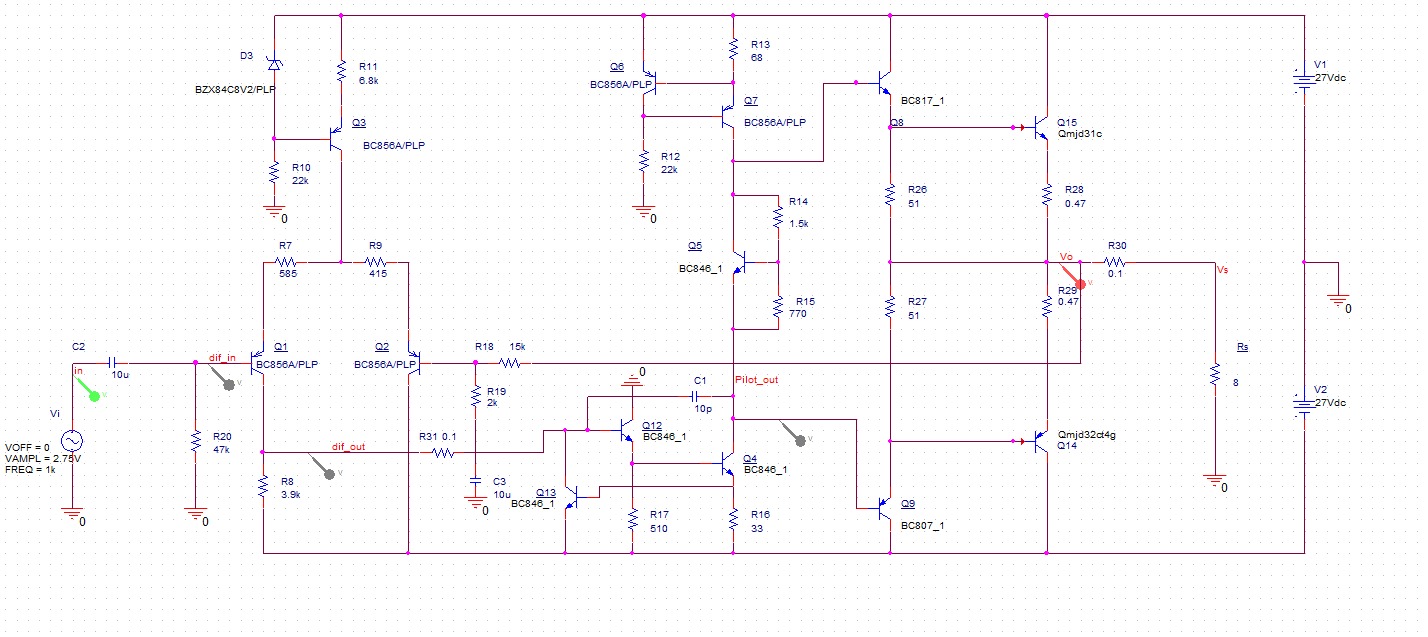 D3
BZX84C8V2/PLP
R11
6.8k
Q3
BC856A/PLP
R10
22k
0
R7
585
R9
415
Q6
BC856A/PLP
R13
68
Q7
BC856A/PLP
R12
22k
0
BC817_1
Q8
Q15
Qmjd31c
R26
51
R28
0.47
V1
27Vdc
R14
1.5k
Q5
BC846_1
R15
770
Vo
R30
0.1
Vs
R27
51
R29
0.47
0
C2
10u
in
dif_in
V
V
Q1
BC856A/PLP
Q2
BC856A/PLP
R18
15k
R19
2k
0
C1
10p
Pilot_out
V
V
Rs
8
V2
27Vdc
Vi
VOFF = 0
VAMPL = 2.75V
FREQ = 1k
0
R20
47k
0
dif_out
V
R31 0.1
R8
3.9k
C3
10u
0
Q12
BC846_1
Q4
BC846_1
Q13
BC846_1
R17
510
R16
33
Qmjd32ct4g
Q14
Q9
BC807_1
0